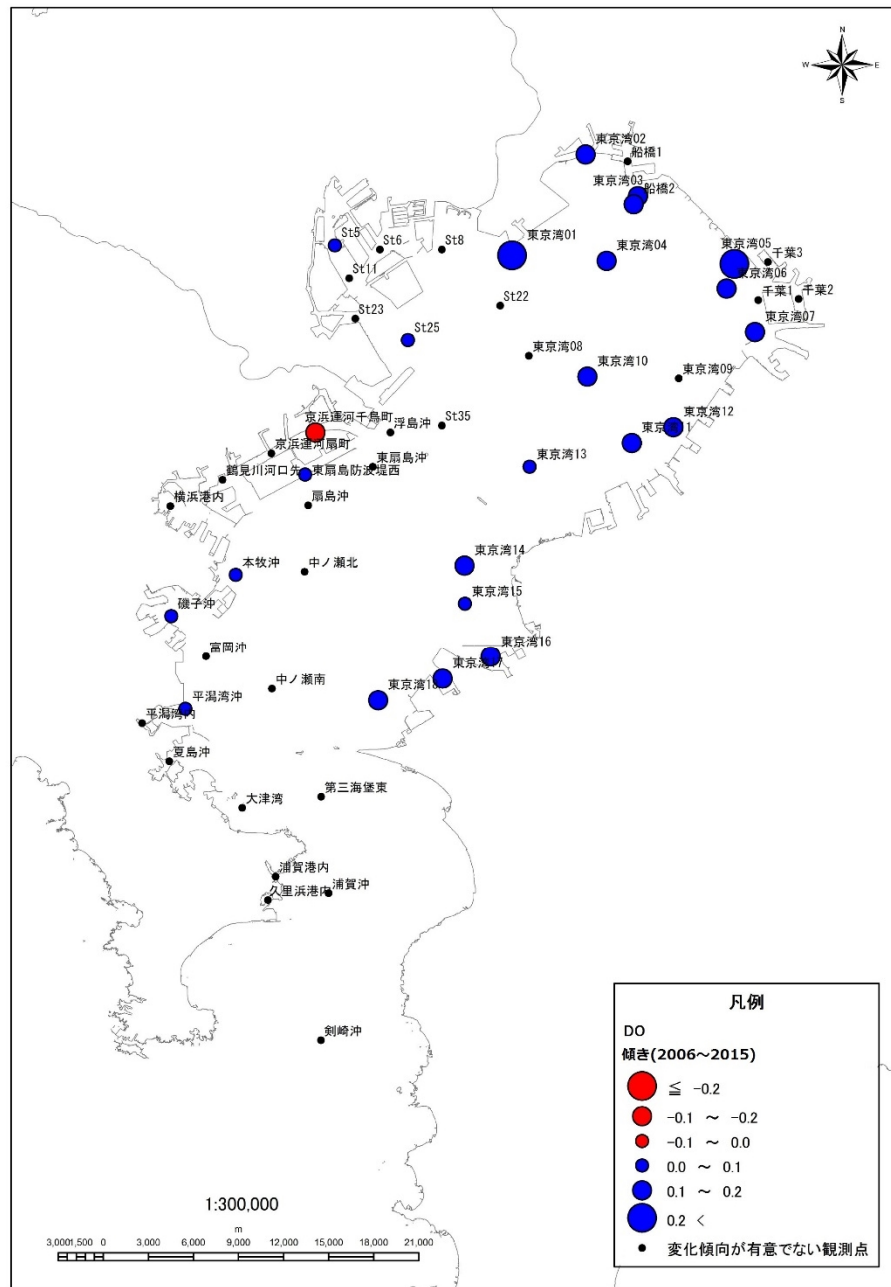 N
W
E
S
東京湾02
船橋1
東京湾03
船橋2
St5
St6
St8
東京湾01
東京湾04
東京湾05
千葉3
東京湾06
St11
千葉1
千葉2
St22
St23
東京湾07
St25
東京湾08
東京湾10
東京湾09
京浜運河千鳥町
浮島沖
St35
東京湾12
京浜運河扇町
東扇島沖
東京湾13
鶴見川河口先
東扇島防波堤西
横浜港内
扇島沖
本牧沖
中ノ瀬北
東京湾14
磯子沖
東京湾15
富岡沖
東京湾16
中ノ瀬南
東京湾17
平潟湾沖
東京湾18
平潟湾内
夏島沖
大津湾
第三海堡東
浦賀港内
久里浜港内
浦賀沖
剣崎沖
凡例
DO
傾き(2006~2015)
≦ -0.2
-0.1 ~ -0.2
-0.1 ~ 0.0
0.0 ~ 0.1
0.1 ~ 0.2
0.2 <
変化傾向が有意でない観測点
1:300,000
m
3,000 1,500 0 3,000 6,000 9,000 12,000 15,000 18,000 21,000